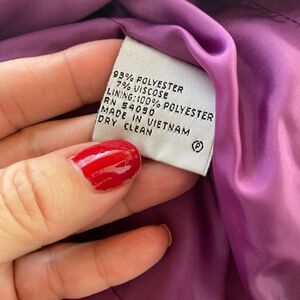 93% POLYESTER
7% VISCOSE
LINING:100% POLYESTER
RN 54050
MADE IN VIETNAM
DRY CLEAN
P